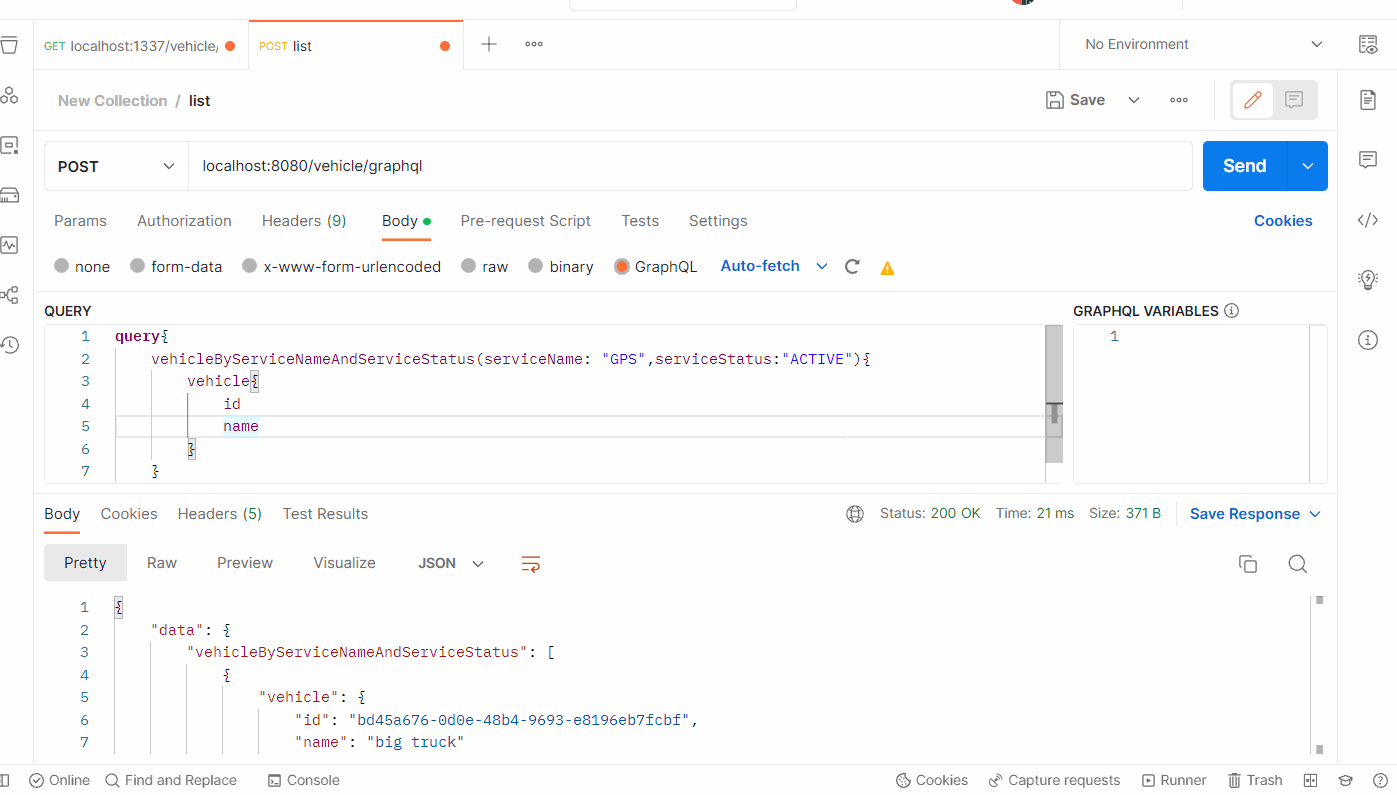 GET localhost:1337/vehicle/ POST list No Environment
New Collection / list Save
POST localhost:8080/vehicle/graphql Send
Params Authorization Headers (9) Body Pre-request Script Tests Settings Cookies
none form-data x-www-form-urlencoded raw binary GraphQL Auto-fetch
QUERY GRAPHQL VARIABLES
1 query{ 1
2 vehicleByServiceNameAndServiceStatus(serviceName: "GPS",serviceStatus:"ACTIVE"){
3 vehicle{
4 id
5 name
6 }
7 }
Body Cookies Headers (5) Test Results Status: 200 OK Time: 21 ms Size: 371 B Save Response
Pretty Raw Preview Visualize JSON
1 {
2 "data": {
3 "vehicleByServiceNameAndServiceStatus": [
4 {
5 "vehicle": {
6 "id": "bd45a676-0d0e-48b4-9693-e8196eb7fcbf",
7 "name": "big truck"
Online Find and Replace Console Cookies Capture requests Runner Trash